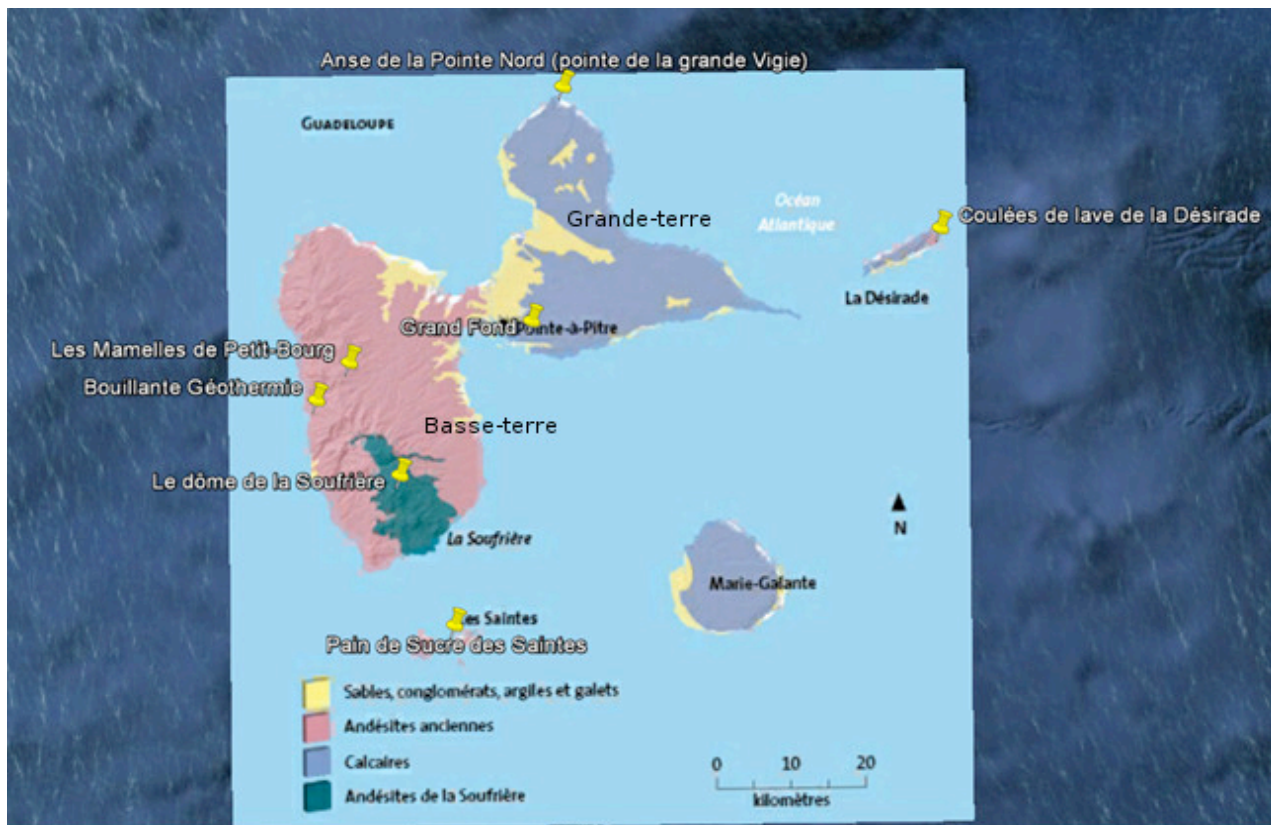 Anse de la Pointe Nord (pointe de la grande Vigie)
GUADELOUPE
Grande-terre
Océan
Atlantique
Coulées de lave de la Désirade
La Désirade
Grand Fond
Pointe-à-Pitre
Les Mamelles de Petit-Bourg
Bouillante Géothermie
Basse-terre
Le dôme de la Soufrière
La Soufrière
N
Marie-Galante
Les Saintes
Pain de Sucre des Saintes
Sables, conglomérats, argiles et galets
Andésites anciennes
Calcaires
Andésites de la Soufrière
0 10 20
kilomètres